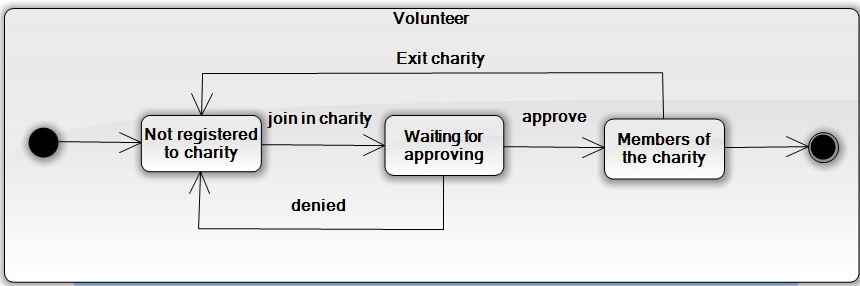 Volunteer
Exit charity
join in charity
approve
Not registered
to charity
Waiting for
approving
Members of
the charity
denied